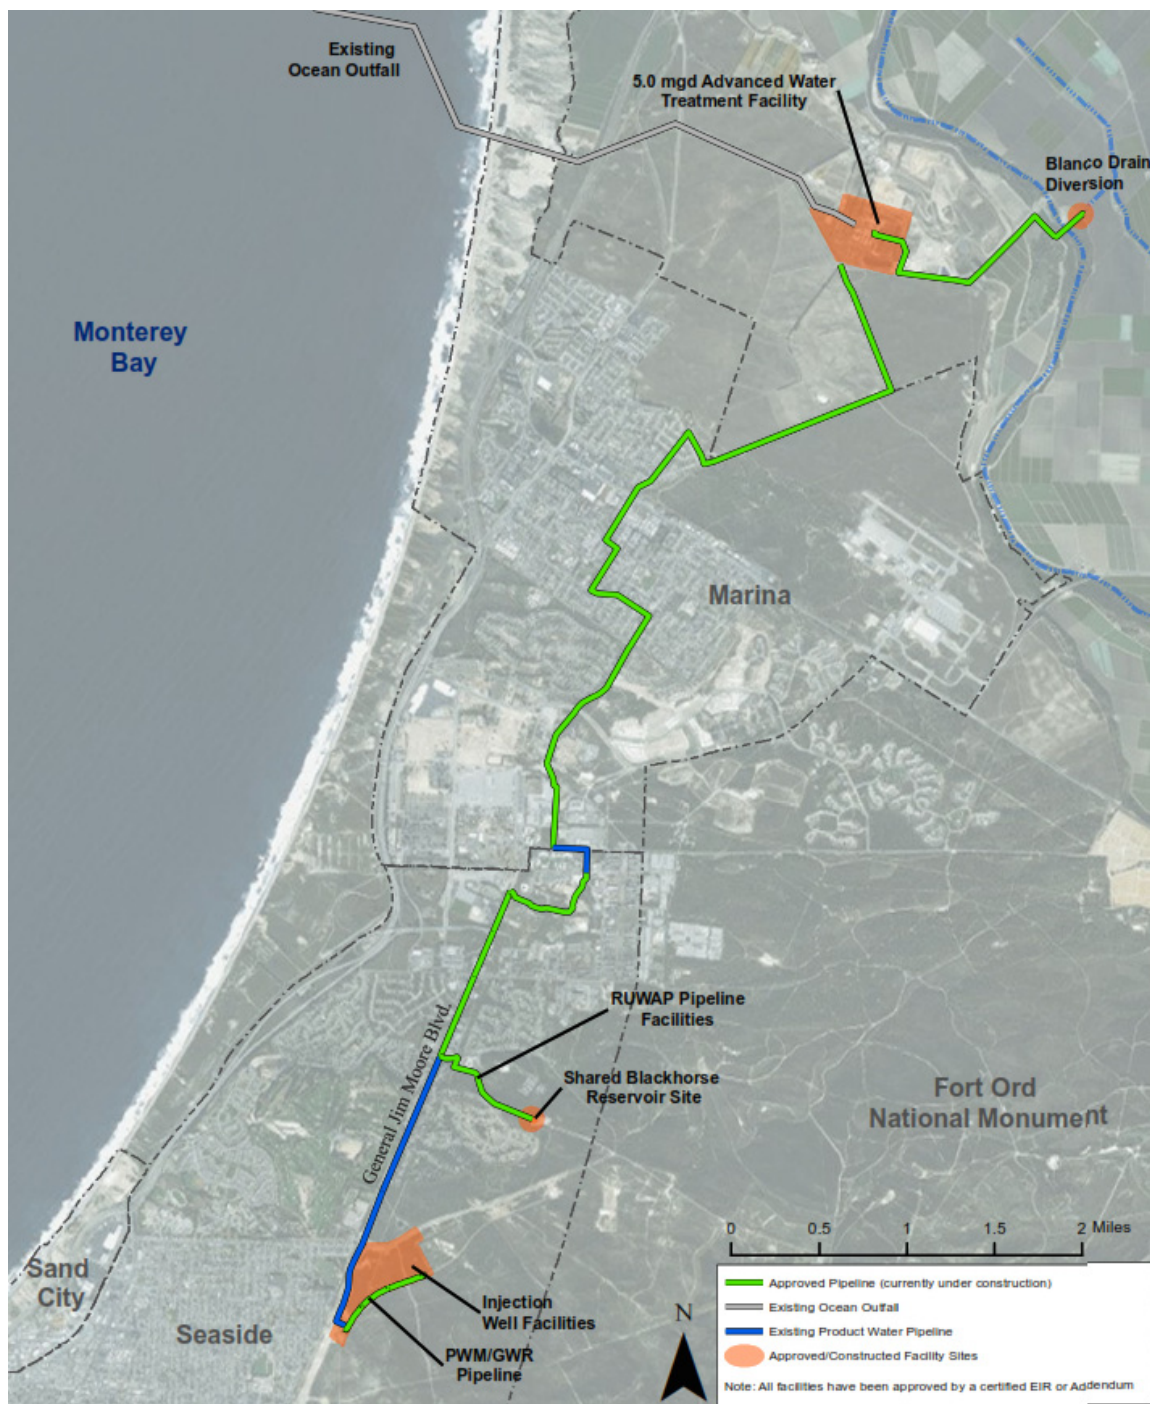 Existing
Ocean Outfall
5.0 mgd Advanced Water
Treatment Facility
Blanco Drain
Diversion
Monterey
Bay
Marina
RUWAP Pipeline
Facilities
General Jim Moore Blvd.
Shared Blackhorse
Reservoir Site
Fort Ord
National Monument
0 0.5 1 1.5 2 Miles
Sand
City
Seaside
Injection
Well Facilities
PWM/GWR
Pipeline
N
Approved Pipeline (currently under construction)
Existing Ocean Outfall
Existing Product Water Pipeline
Approved/Constructed Facility Sites
Note: All facilities have been approved by a certified EIR or Addendum